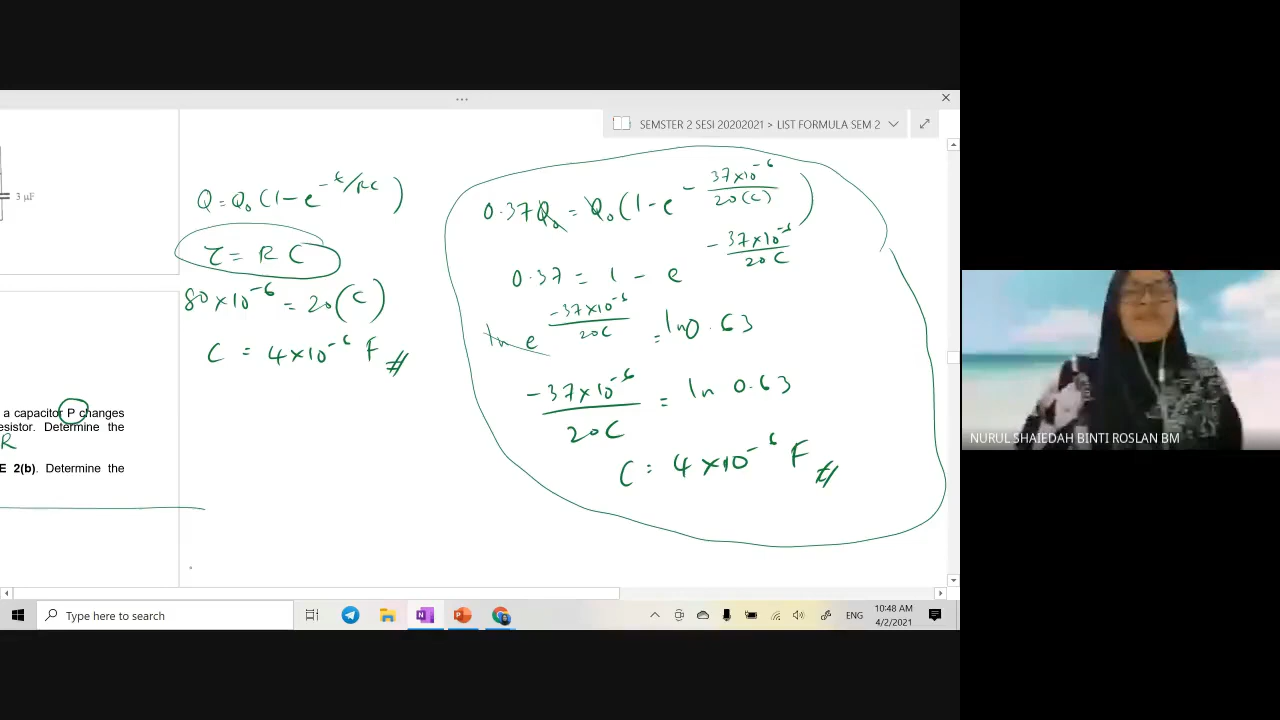 SEMSTER 2 SESI 20202021 > LIST FORMULA SEM 2
3 µF
Q = Q₀ (1 − e^(−t/RC))
τ = R C
80 × 10⁻⁶ = 20 (C)
C = 4 × 10⁻⁶ F //
a capacitor P changes
esistor. Determine the
R
E 2(b). Determine the
0.37 Q₀ = Q₀ (1 − e^(− 37 × 10⁻⁶ / 20(C)))
0.37 = 1 − e^(− 37 × 10⁻⁶ / 20C)
ln e^(−37 × 10⁻⁶ / 20C) = ln 0.63
−37 × 10⁻⁶ / 20C = ln 0.63
C = 4 × 10⁻⁶ F //
NURUL SHAIEDAH BINTI ROSLAN BM
Type here to search
ENG
10:48 AM
4/2/2021